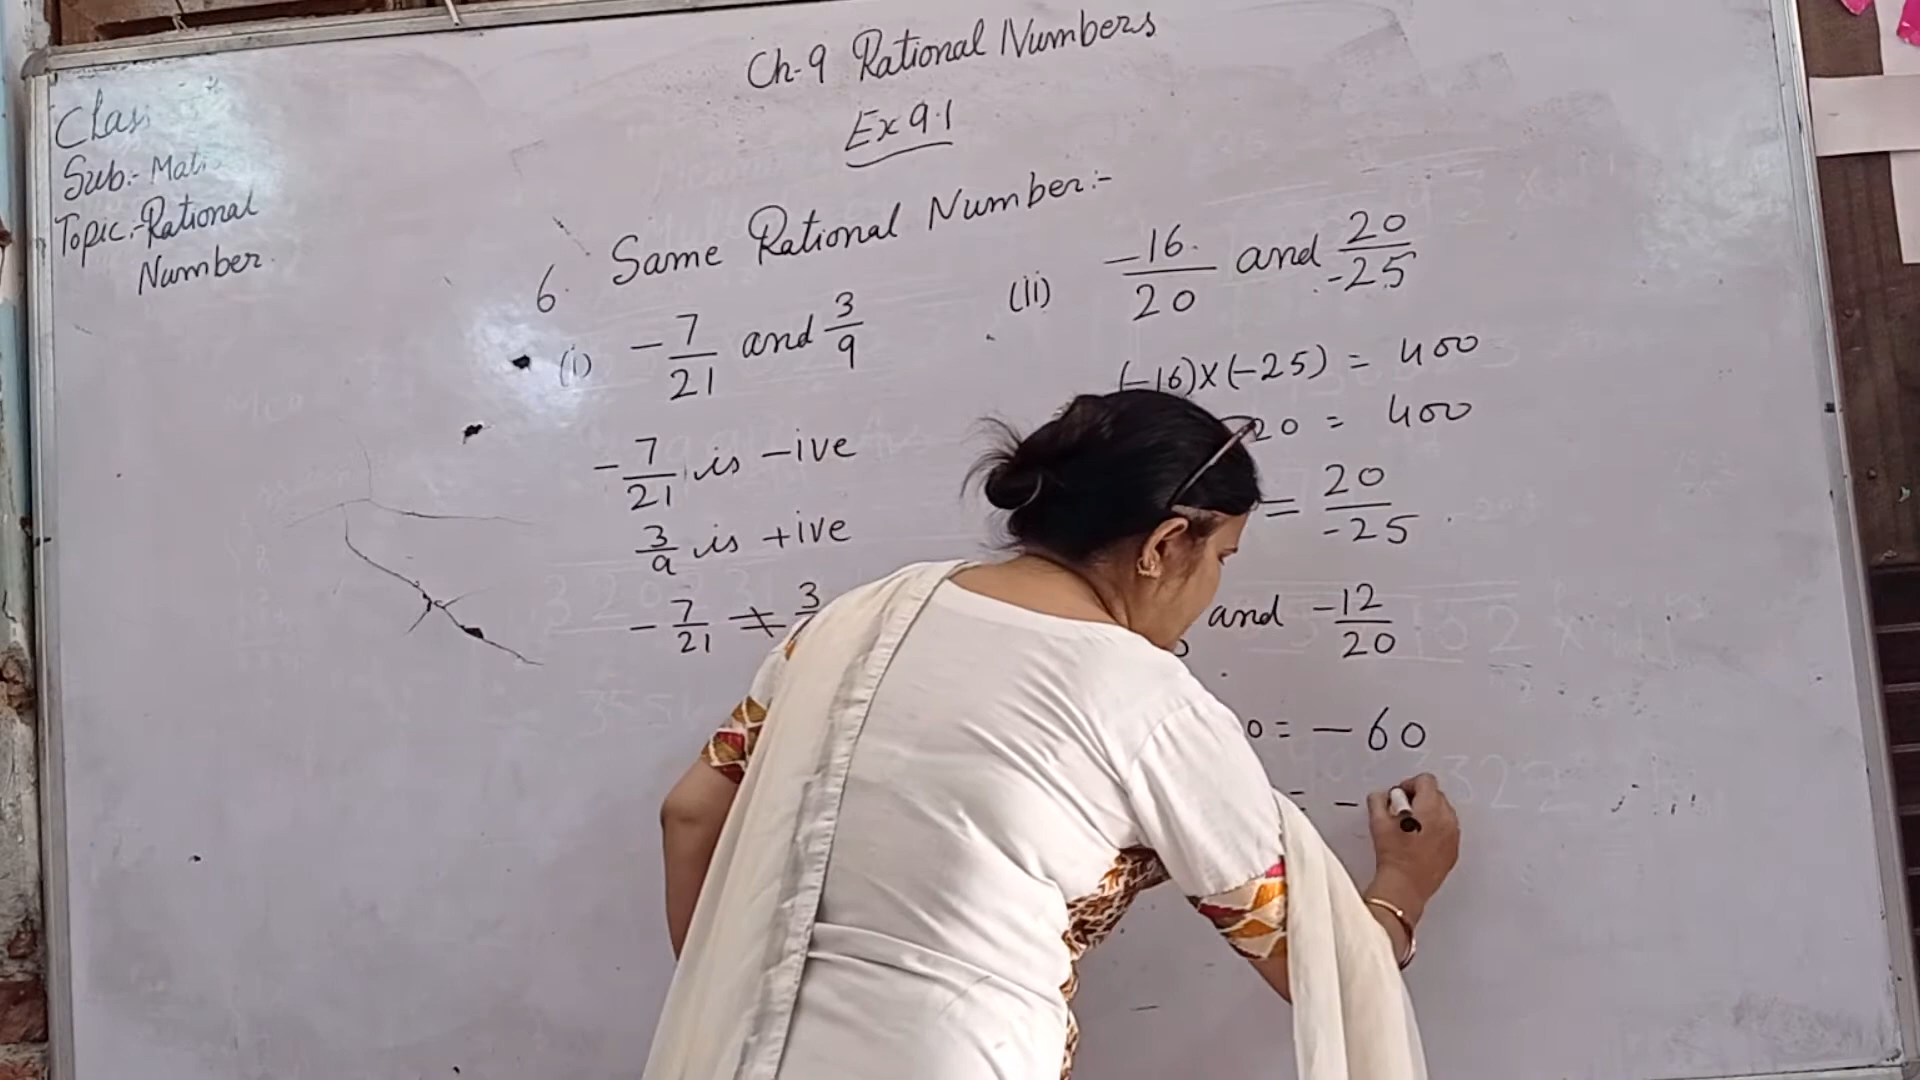 Ch-9 Rational Numbers
Ex 9.1
Clas
Sub:- Mat
Topic:- Rational
Number.
6. Same Rational Number:-
(i) -7/21 and 3/9
-7/21 is -ive
3/9 is +ive
-7/21 ≠ 3
(ii) -16/20 and 20/-25
(-16)×(-25) = 400
20 = 400
= 20/-25
and -12/20
0 = -60
= -